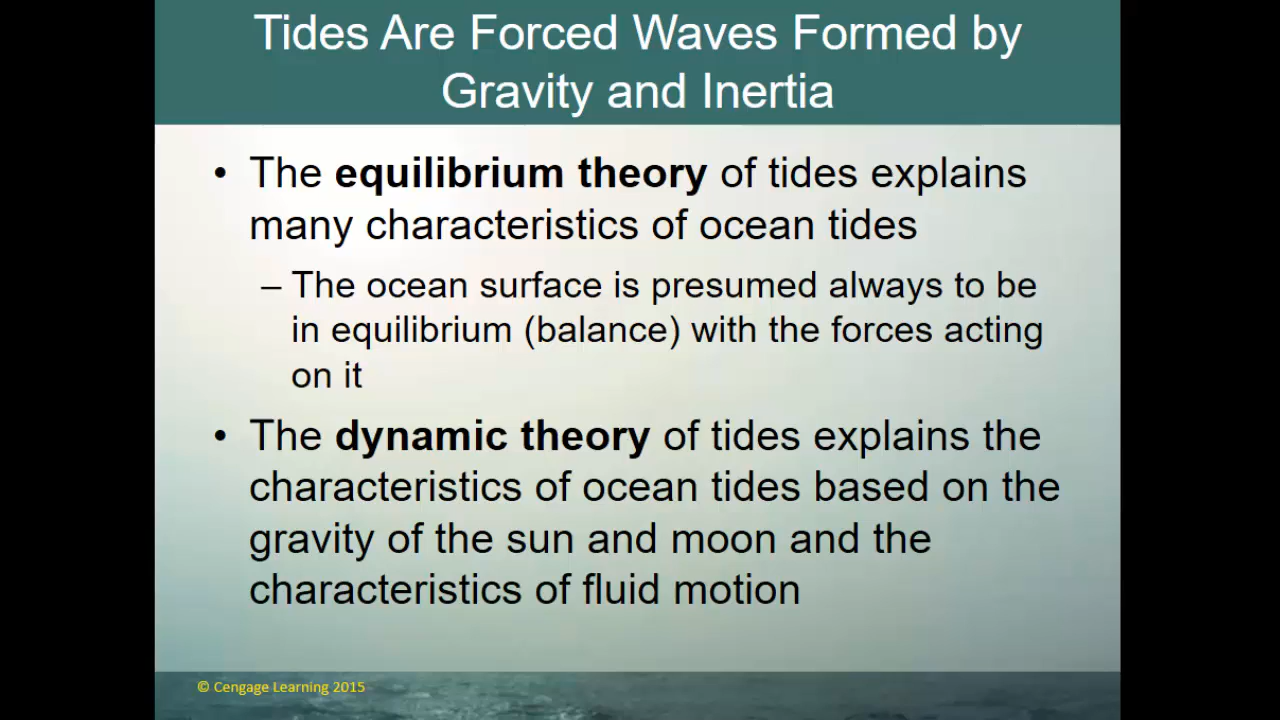 Tides Are Forced Waves Formed by
Gravity and Inertia
• The equilibrium theory of tides explains
many characteristics of ocean tides
– The ocean surface is presumed always to be
in equilibrium (balance) with the forces acting
on it
• The dynamic theory of tides explains the
characteristics of ocean tides based on the
gravity of the sun and moon and the
characteristics of fluid motion
© Cengage Learning 2015